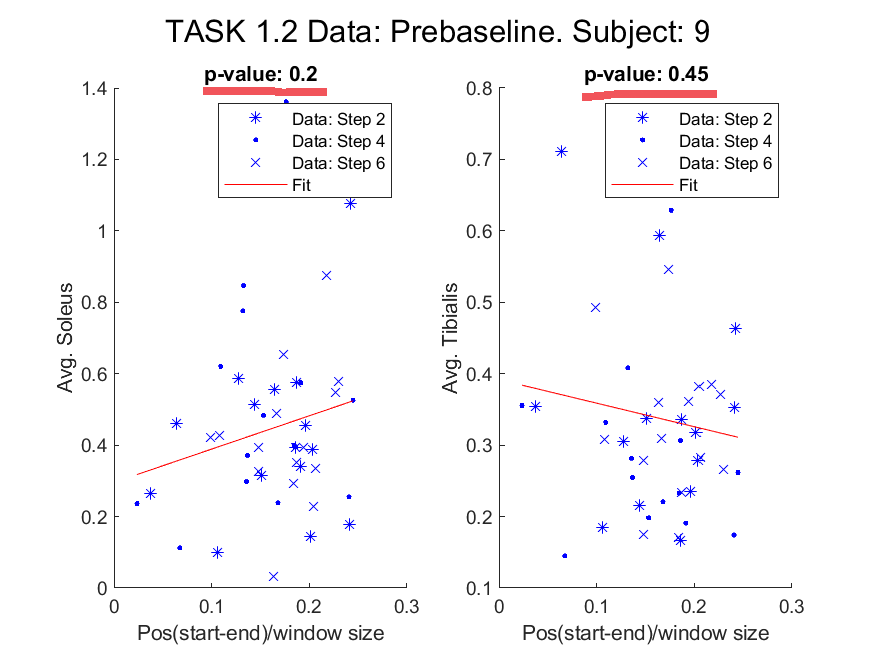 TASK 1.2 Data: Prebaseline. Subject: 9
p-value: 0.2
1.4
1.2
1
0.8
0.6
0.4
0.2
0
Avg. Soleus
Data: Step 2
Data: Step 4
Data: Step 6
Fit
0 0.1 0.2 0.3
Pos(start-end)/window size
p-value: 0.45
0.8
0.7
0.6
0.5
0.4
0.3
0.2
0.1
Avg. Tibialis
Data: Step 2
Data: Step 4
Data: Step 6
Fit
0 0.1 0.2 0.3
Pos(start-end)/window size